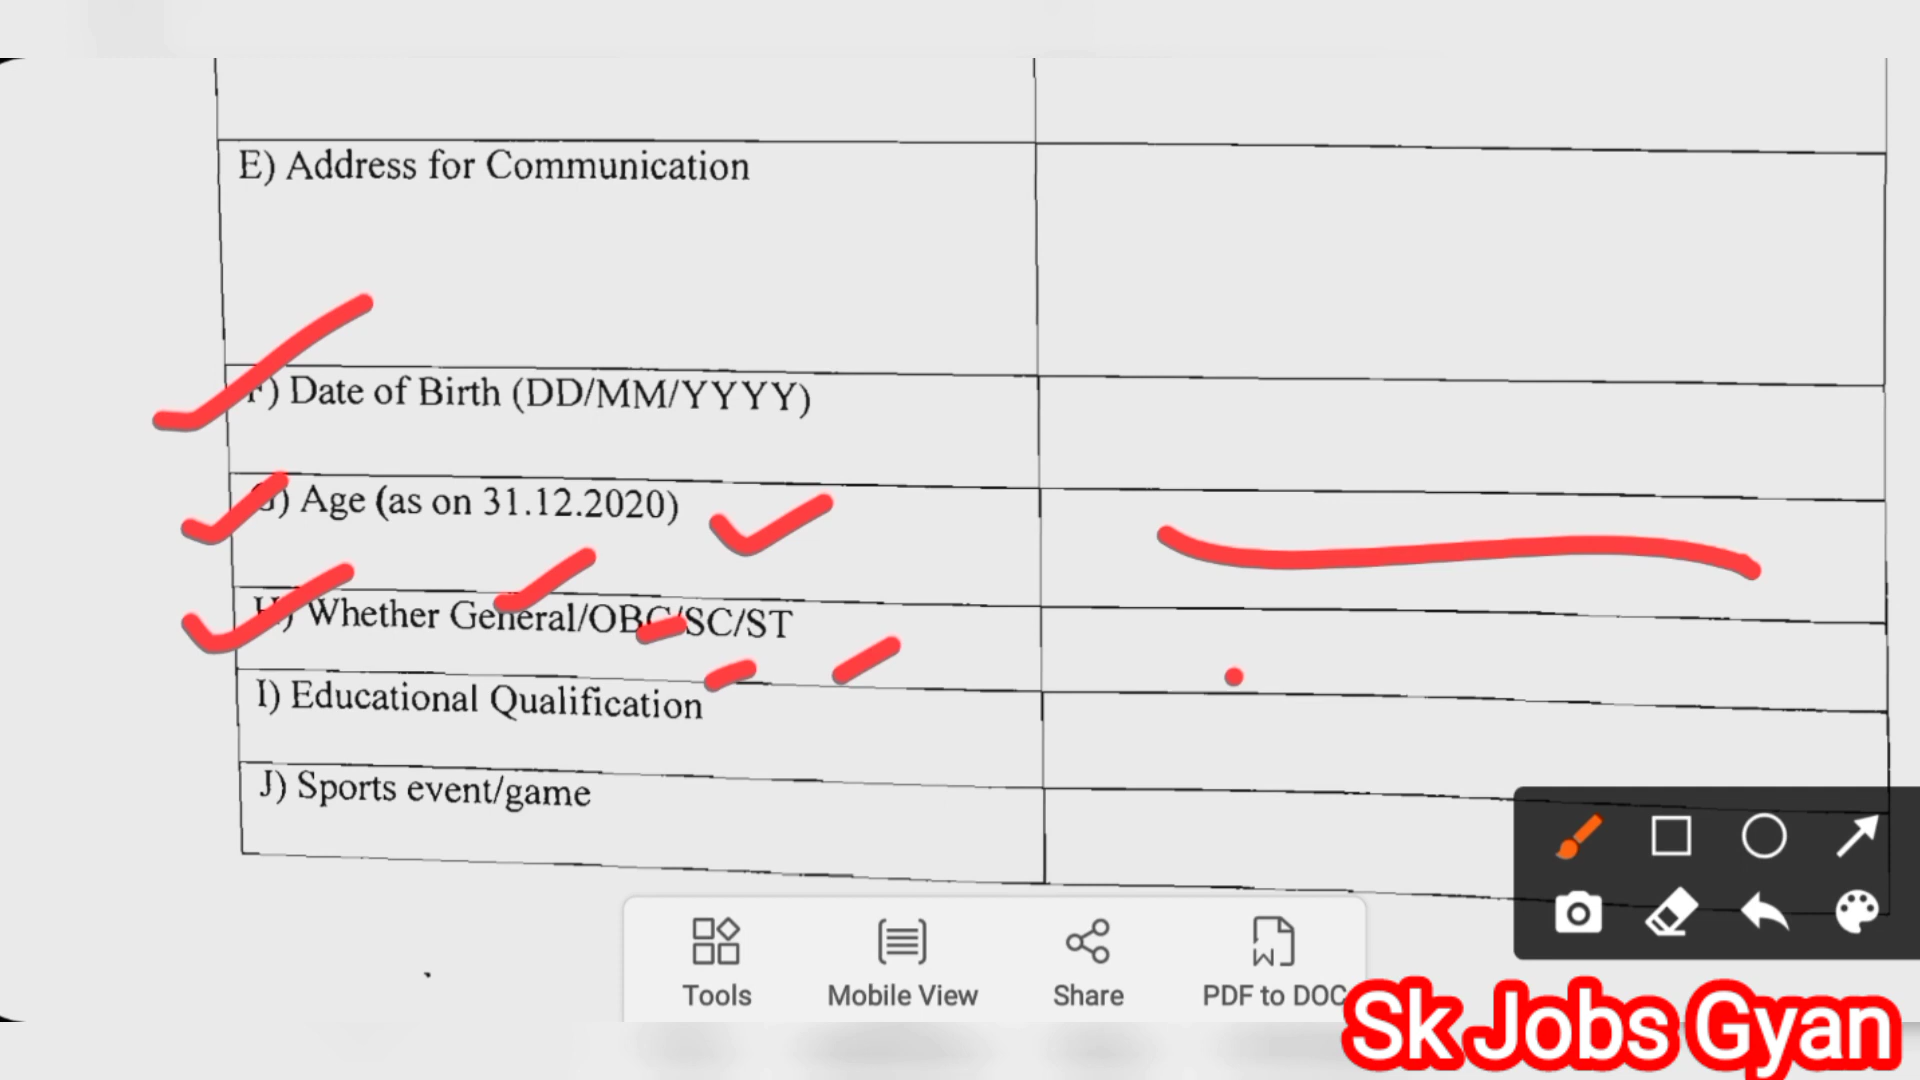 E) Address for Communication
F) Date of Birth (DD/MM/YYYY)
G) Age (as on 31.12.2020)
H) Whether General/OBC/SC/ST
I) Educational Qualification
J) Sports event/game
Tools
Mobile View
Share
PDF to DOC
Sk Jobs Gyan